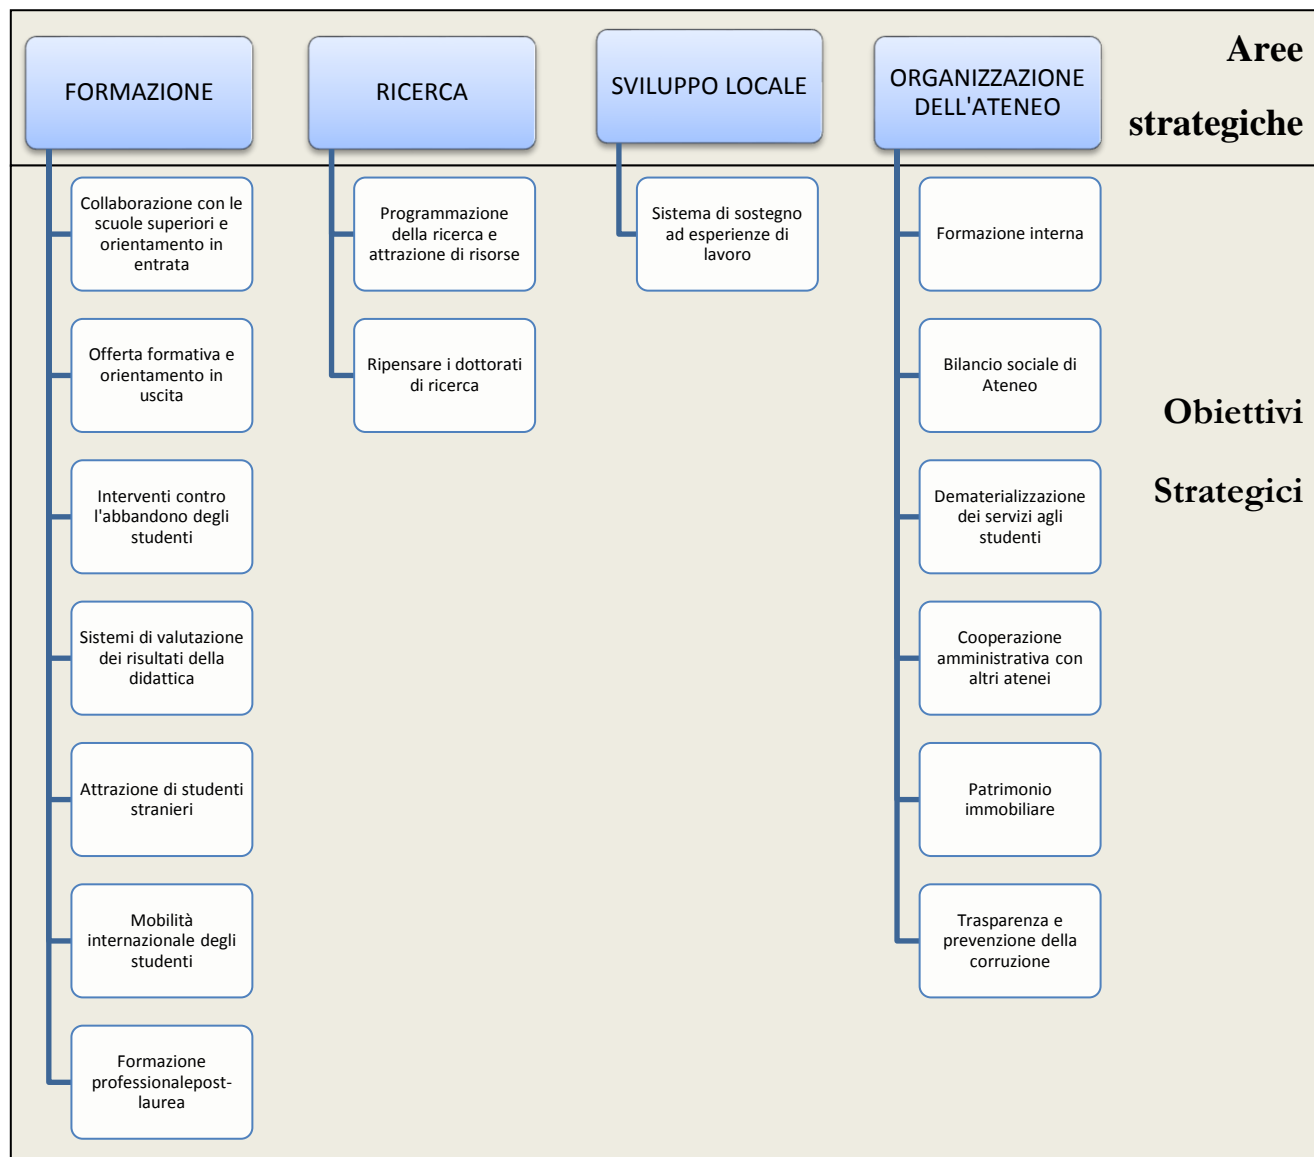 Aree
strategiche
FORMAZIONE
RICERCA
SVILUPPO LOCALE
ORGANIZZAZIONE
DELL'ATENEO
Collaborazione con le
scuole superiori e
orientamento in
entrata
Offerta formativa e
orientamento in
uscita
Interventi contro
l'abbandono degli
studenti
Sistemi di valutazione
dei risultati della
didattica
Attrazione di studenti
stranieri
Mobilità
internazionale degli
studenti
Formazione
professionalepost-
laurea
Programmazione
della ricerca e
attrazione di risorse
Ripensare i dottorati
di ricerca
Sistema di sostegno
ad esperienze di
lavoro
Formazione interna
Bilancio sociale di
Ateneo
Dematerializzazione
dei servizi agli
studenti
Cooperazione
amministrativa con
altri atenei
Patrimonio
immobiliare
Trasparenza e
prevenzione della
corruzione
Obiettivi
Strategici